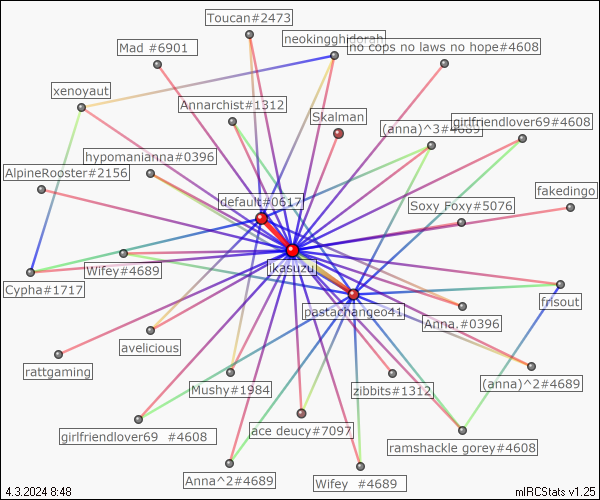 Toucan#2473
neokingghidorah
Mad #6901
no cops no laws no hope#4608
xenoyaut
Annarchist#1312
Skalman
(anna)^3#4689
girlfriendlover69#4608
hypomanianna#0396
AlpineRooster#2156
fakedingo
default#0617
Soxy Foxy#5076
jkasuzu
Wifey#4689
Cypha#1717
frisout
pastachangeo41
Anna.#0396
avelicious
rattgaming
Mushy#1984
zibbits#1312
(anna)^2#4689
girlfriendlover69 #4608
ace deucy#7097
ramshackle gorey#4608
Anna^2#4689
Wifey #4689
4.3.2024 8:48
mIRCStats v1.25